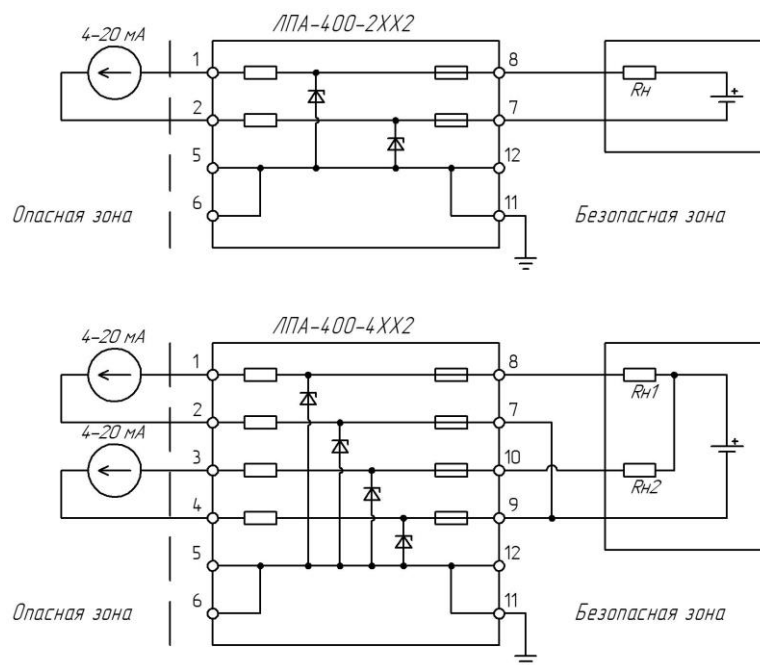 ЛПА-400-2XX2
4-20 мА
1
8
Rн
+
2
7
5
12
6
11
Опасная зона
Безопасная зона
ЛПА-400-4XX2
4-20 мА
1
8
Rн1
2
7
4-20 мА
+
3
10
Rн2
4
9
5
12
6
11
Опасная зона
Безопасная зона